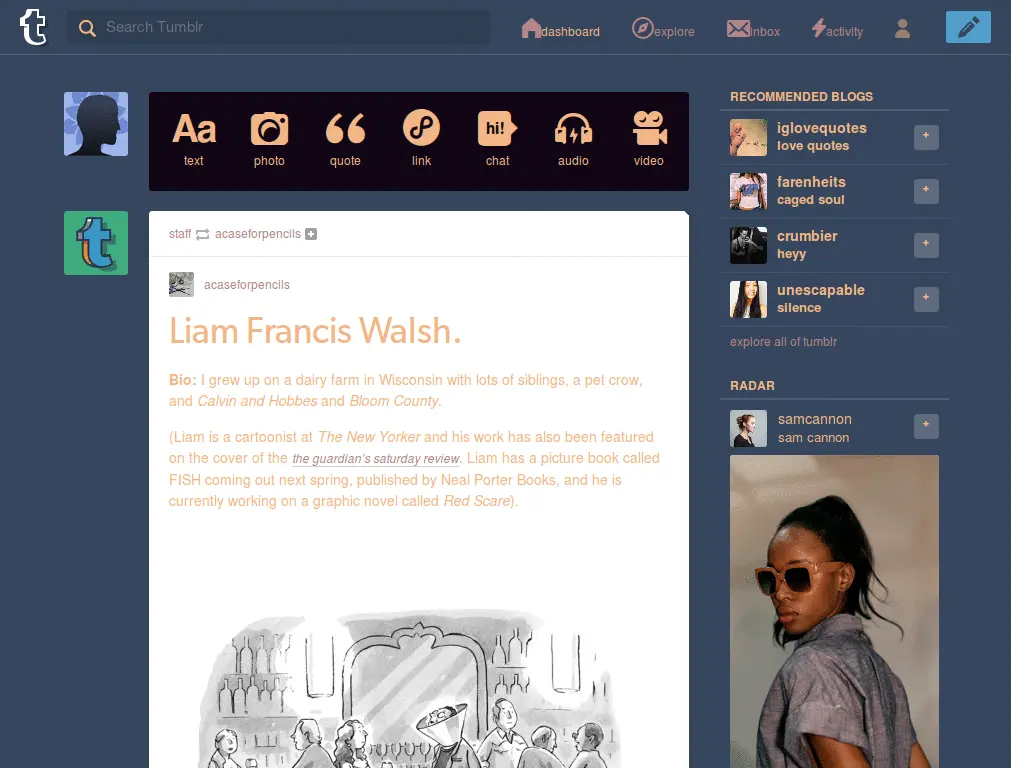 t
Search Tumblr
dashboard
explore
inbox
activity
Aa
hi!
text
photo
quote
link
chat
audio
video
staff acaseforpencils
acaseforpencils
Liam Francis Walsh.
Bio: I grew up on a dairy farm in Wisconsin with lots of siblings, a pet crow,
and Calvin and Hobbes and Bloom County.
(Liam is a cartoonist at The New Yorker and his work has also been featured
on the cover of the the guardian's saturday review. Liam has a picture book called
FISH coming out next spring, published by Neal Porter Books, and he is
currently working on a graphic novel called Red Scare).
RECOMMENDED BLOGS
iglovequotes
love quotes
farenheits
caged soul
crumbier
heyy
unescapable
silence
explore all of tumblr
RADAR
samcannon
sam cannon